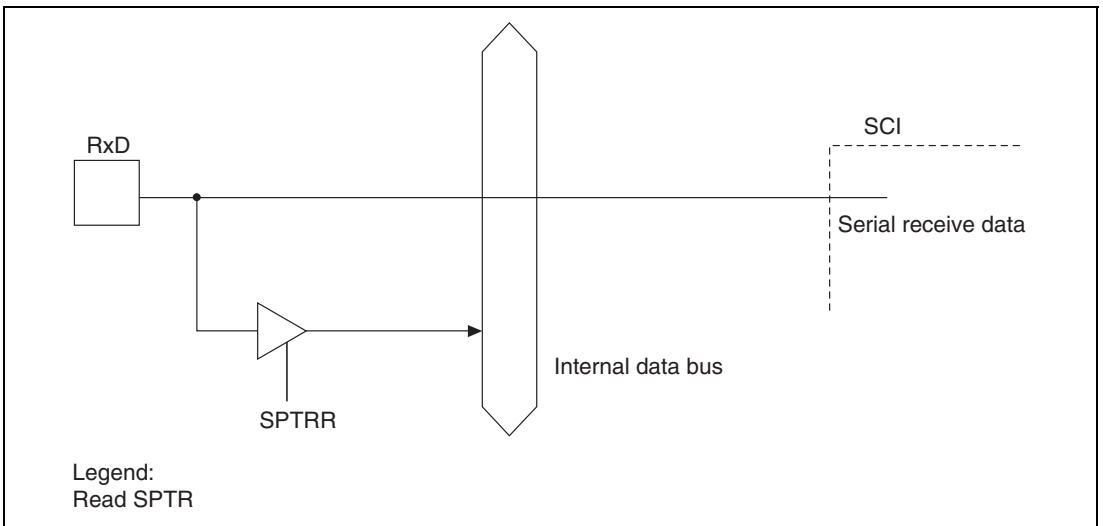 RxD
SCI
Serial receive data
Internal data bus
SPTRR
Legend:
Read SPTR